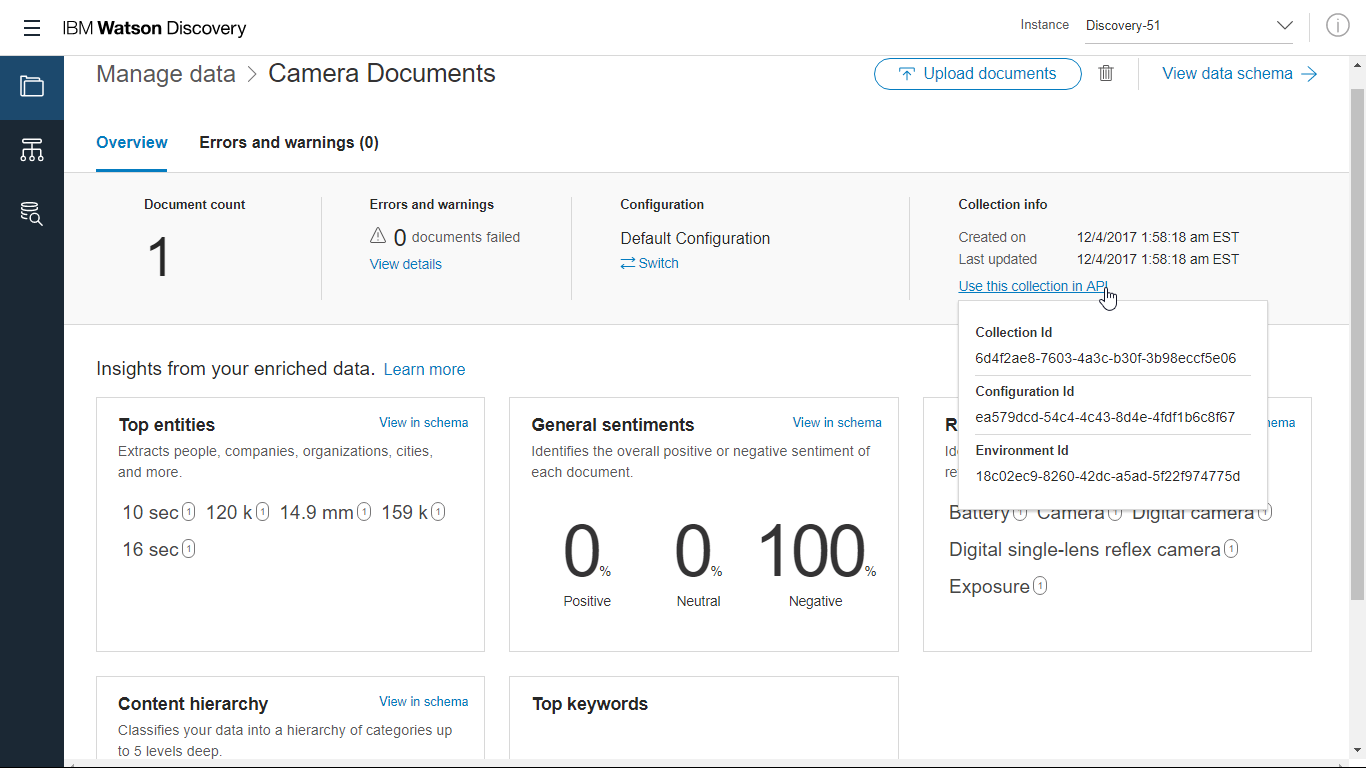 IBM Watson Discovery
Instance
Discovery-51
Manage data > Camera Documents
Upload documents
View data schema
Overview
Errors and warnings (0)
Document count
1
Errors and warnings
0 documents failed
View details
Configuration
Default Configuration
Switch
Collection info
Created on 12/4/2017 1:58:18 am EST
Last updated 12/4/2017 1:58:18 am EST
Use this collection in API
Collection Id
6d4f2ae8-7603-4a3c-b30f-3b98eccf5e06
Configuration Id
ea579dcd-54c4-4c43-8d4e-4fdf1b6c8f67
Environment Id
18c02ec9-8260-42dc-a5ad-5f22f974775d
Insights from your enriched data. Learn more
Top entities
View in schema
Extracts people, companies, organizations, cities,
and more.
10 sec 1 120 k 1 14.9 mm 1 159 k 1
16 sec 1
General sentiments
View in schema
Identifies the overall positive or negative sentiment of
each document.
0 % 0 % 100 %
Positive Neutral Negative
Battery 1 Camera 1 Digital camera 1
Digital single-lens reflex camera 1
Exposure 1
Content hierarchy
View in schema
Classifies your data into a hierarchy of categories up
to 5 levels deep.
Top keywords